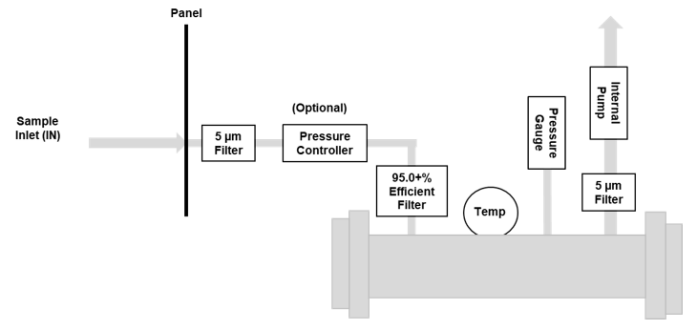 Panel
Sample
Inlet (IN)
5 µm
Filter
(Optional)
Pressure
Controller
95.0+%
Efficient
Filter
Temp
Pressure
Gauge
Internal
Pump
5 µm
Filter